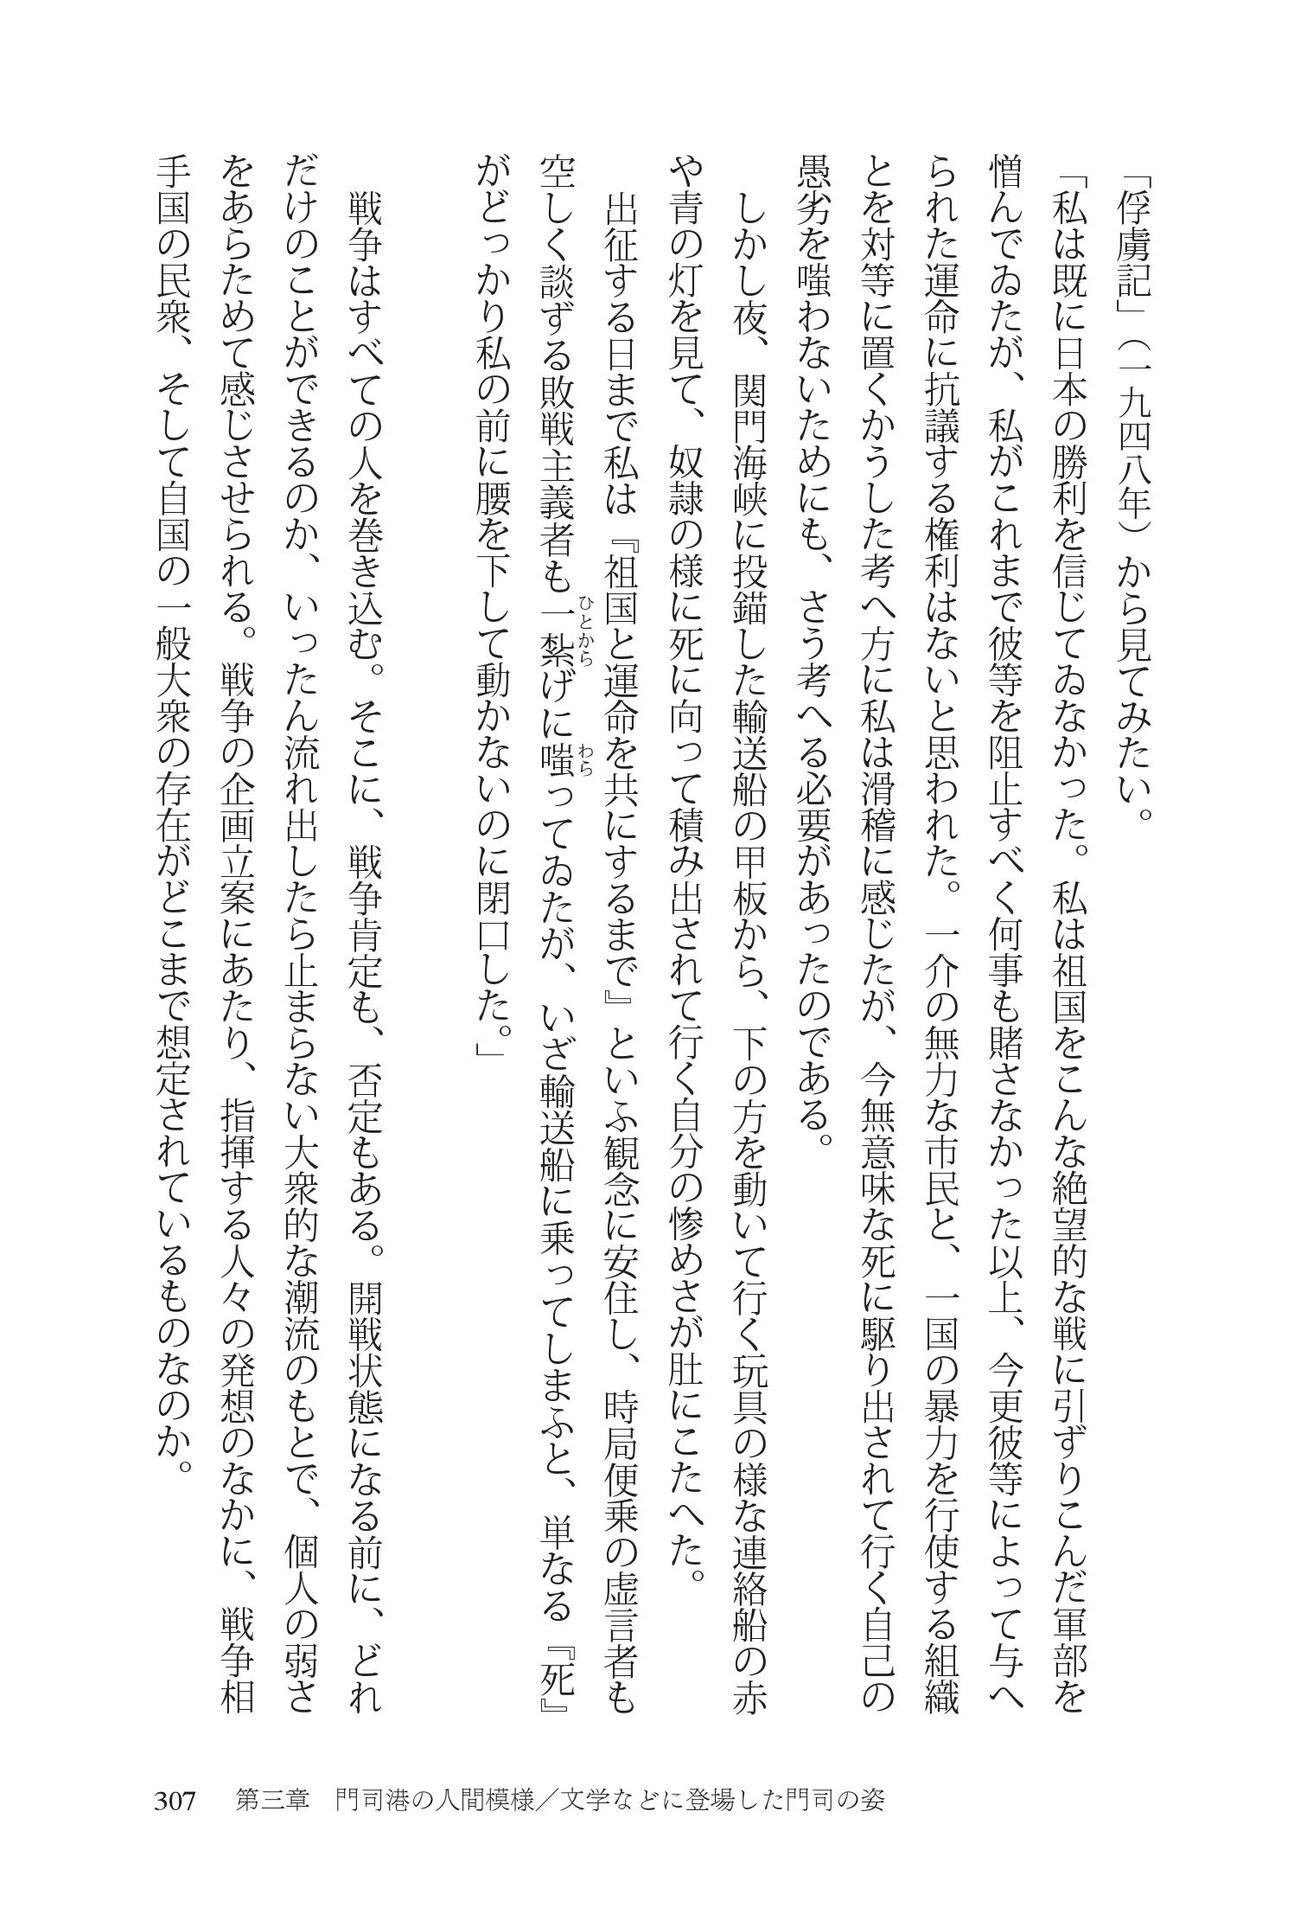 「俘虜記」（一九四八年）から見てみたい。
「私は既に日本の勝利を信じてゐなかった。私は祖国をこんな絶望的な戦に引ずりこんだ軍部を
憎んでゐたが、私がこれまで彼等を阻止すべく何事も賭さなかった以上、今更彼等によって与へ
られた運命に抗議する権利はないと思われた。一介の無力な市民と、一国の暴力を行使する組織
とを対等に置くかうした考へ方に私は滑稽に感じたが、今無意味な死に駆り出されて行く自己の
愚劣を嗤わないためにも、さう考へる必要があったのである。
　しかし夜、関門海峡に投錨した輸送船の甲板から、下の方を動いて行く玩具の様な連絡船の赤
や青の灯を見て、奴隷の様に死に向って積み出されて行く自分の惨めさが肚にこたへた。
　出征する日まで私は『祖国と運命を共にするまで』といふ観念に安住し、時局便乗の虚言者も
空しく談ずる敗戦主義者も一紮げに嗤ってゐたが、いざ輸送船に乗ってしまふと、単なる『死』
ひとから
わら
がどっかり私の前に腰を下して動かないのに閉口した。」
　戦争はすべての人を巻き込む。そこに、戦争肯定も、否定もある。開戦状態になる前に、どれ
だけのことができるのか、いったん流れ出したら止まらない大衆的な潮流のもとで、個人の弱さ
をあらためて感じさせられる。戦争の企画立案にあたり、指揮する人々の発想のなかに、戦争相
手国の民衆、そして自国の一般大衆の存在がどこまで想定されているものなのか。
307　第三章　門司港の人間模様／文学などに登場した門司の姿